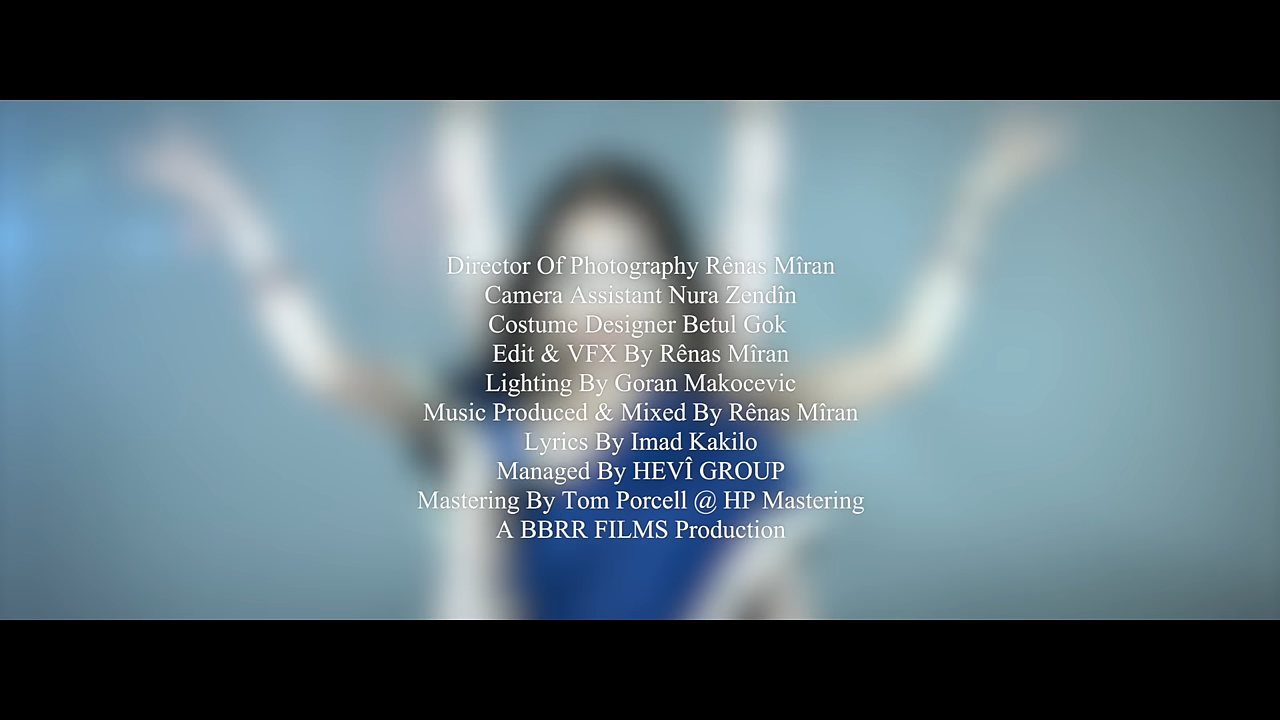 Director Of Photography Rênas Mîran
Camera Assistant Nura Zendîn
Costume Designer Betul Gok
Edit & VFX By Rênas Mîran
Lighting By Goran Makocevic
Music Produced & Mixed By Rênas Mîran
Lyrics By Imad Kakilo
Managed By HEVÎ GROUP
Mastering By Tom Porcell @ HP Mastering
A BBRR FILMS Production